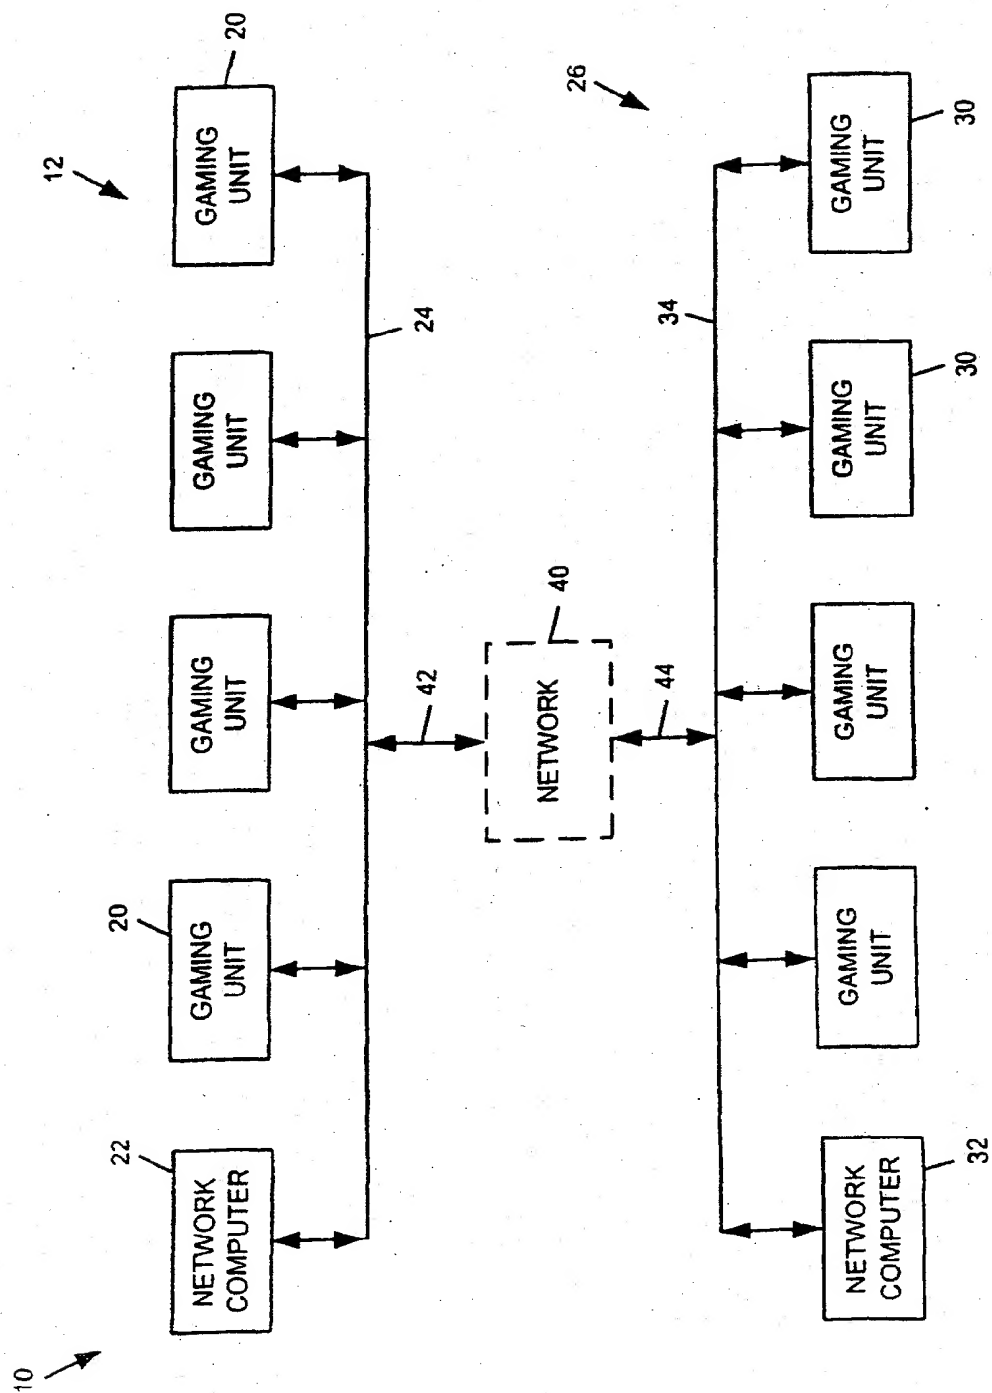 10
12
22
20
20
NETWORK
COMPUTER
GAMING
UNIT
GAMING
UNIT
GAMING
UNIT
GAMING
UNIT
24
42
40
NETWORK
26
44
34
NETWORK
COMPUTER
GAMING
UNIT
GAMING
UNIT
GAMING
UNIT
GAMING
UNIT
32
30
30